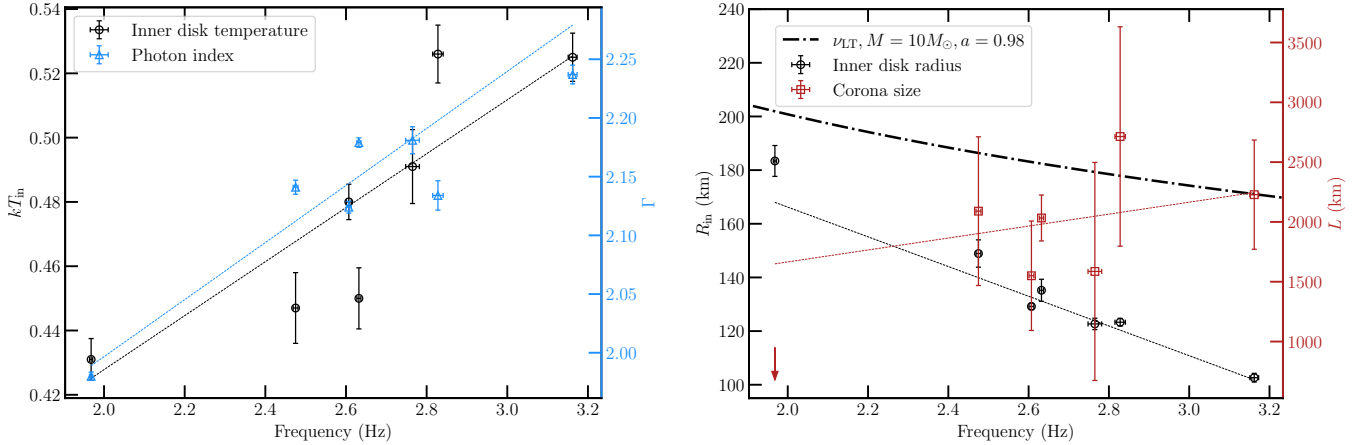 0.54
0.52
0.50
0.48
0.46
0.44
0.42
kT_in
Inner disk temperature
Photon index
2.25
2.20
2.15
2.10
2.05
2.00
Γ
2.0 2.2 2.4 2.6 2.8 3.0 3.2
Frequency (Hz)
240
220
200
180
160
140
120
100
R_in (km)
ν_LT, M = 10M_⊙, a = 0.98
Inner disk radius
Corona size
3500
3000
2500
2000
1500
1000
L (km)
2.0 2.2 2.4 2.6 2.8 3.0 3.2
Frequency (Hz)